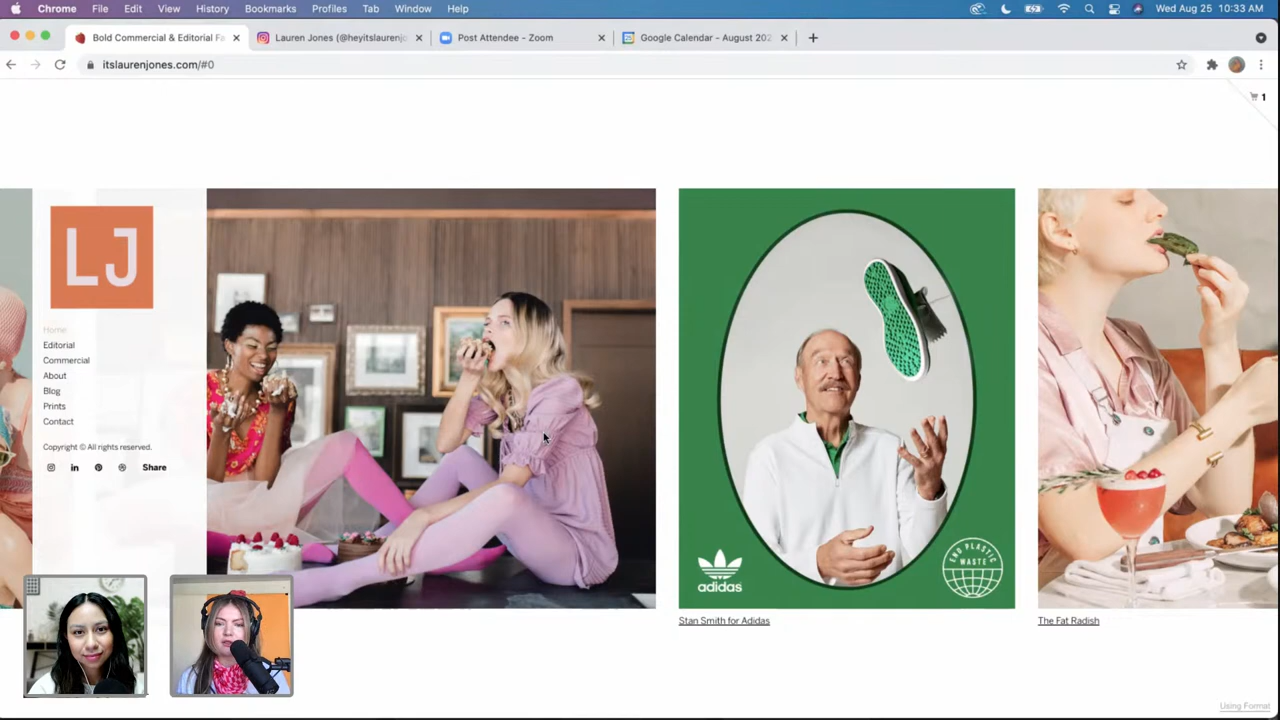 Chrome File Edit View History Bookmarks Profiles Tab Window Help Wed Aug 25 10:33 AM
Bold Commercial & Editorial Fa
Lauren Jones (@heyitslaurenjo
Post Attendee - Zoom
Google Calendar - August 202
itslaurenjones.com/#0
1
LJ
Home
Editorial
Commercial
About
Blog
Prints
Contact
Copyright © All rights reserved.
Share
adidas
END PLASTIC
WASTE
Stan Smith for Adidas
The Fat Radish
Using Format